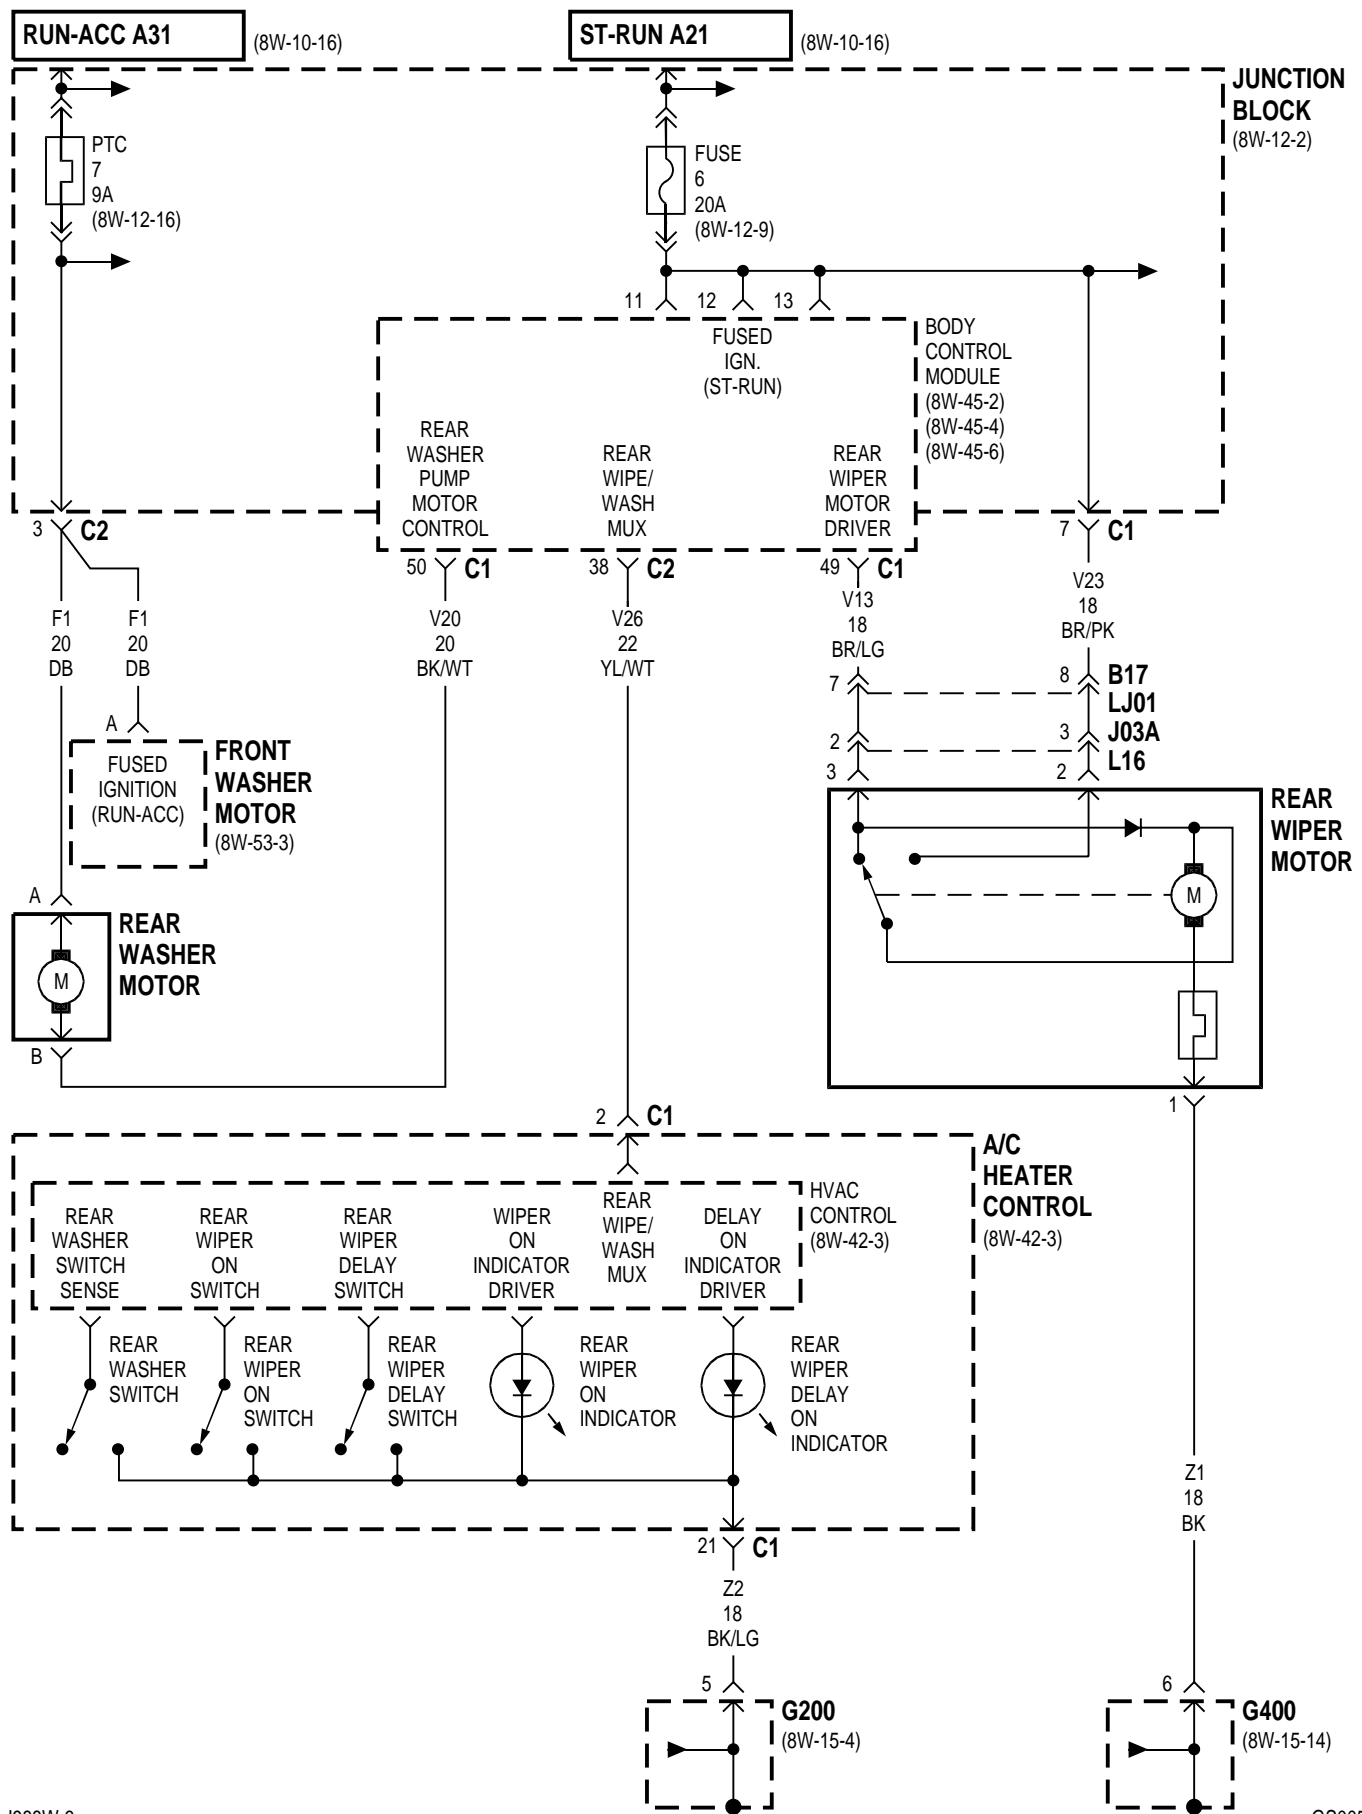 RUN-ACC A31
(8W-10-16)
ST-RUN A21
(8W-10-16)
JUNCTION
BLOCK
(8W-12-2)
PTC
7
9A
(8W-12-16)
FUSE
6
20A
(8W-12-9)
11
12
13
FUSED
IGN.
(ST-RUN)
BODY
CONTROL
MODULE
(8W-45-2)
(8W-45-4)
(8W-45-6)
REAR
WASHER
PUMP
MOTOR
CONTROL
REAR
WIPE/
WASH
MUX
REAR
WIPER
MOTOR
DRIVER
3
C2
50
C1
38
C2
49
C1
7
C1
F1
20
DB
F1
20
DB
V20
20
BK/WT
V26
22
YL/WT
V13
18
BR/LG
V23
18
BR/PK
7
8
B17
LJ01
2
3
J03A
L16
3
2
A
FUSED
IGNITION
(RUN-ACC)
FRONT
WASHER
MOTOR
(8W-53-3)
REAR
WIPER
MOTOR
M
A
REAR
WASHER
MOTOR
M
B
1
2
C1
A/C
HEATER
CONTROL
(8W-42-3)
HVAC
CONTROL
(8W-42-3)
REAR
WASHER
SWITCH
SENSE
REAR
WIPER
ON
SWITCH
REAR
WIPER
DELAY
SWITCH
WIPER
ON
INDICATOR
DRIVER
REAR
WIPE/
WASH
MUX
DELAY
ON
INDICATOR
DRIVER
REAR
WASHER
SWITCH
REAR
WIPER
ON
SWITCH
REAR
WIPER
DELAY
SWITCH
REAR
WIPER
ON
INDICATOR
REAR
WIPER
DELAY
ON
INDICATOR
21
C1
Z2
18
BK/LG
Z1
18
BK
5
G200
(8W-15-4)
6
G400
(8W-15-14)